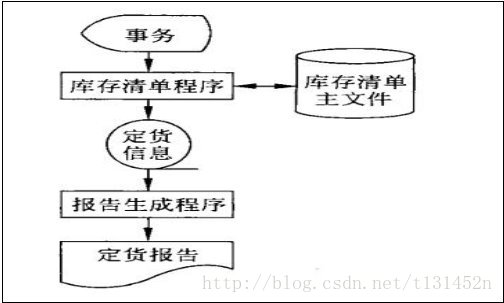 事务
库存清单程序
库存清单
主文件
定货
信息
报告生成程序
定货报告
http://blog.csdn.net/t131452n